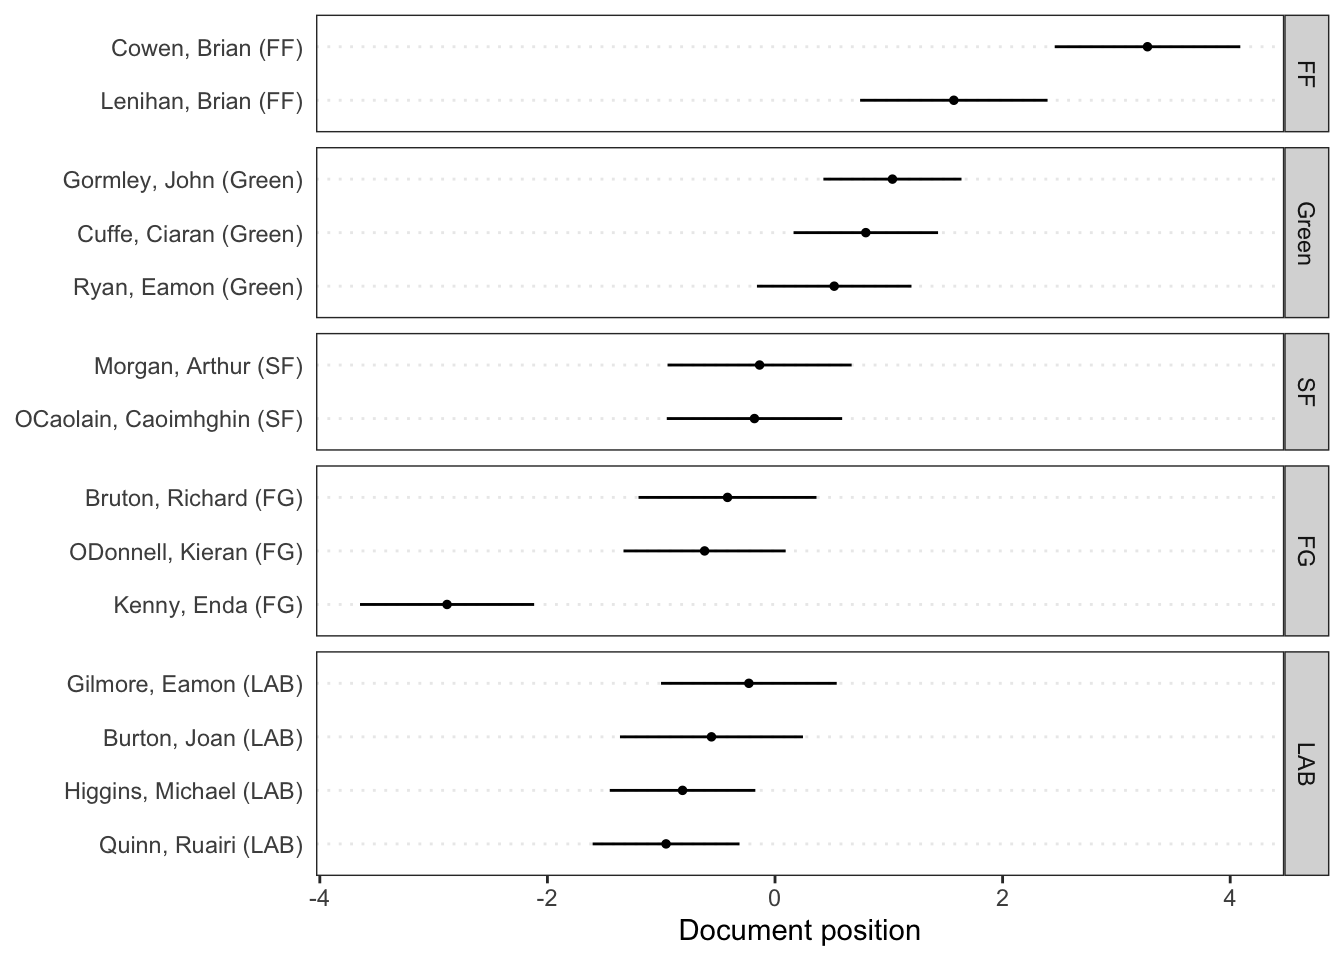 Cowen, Brian (FF)
Lenihan, Brian (FF)
FF
Gormley, John (Green)
Cuffe, Ciaran (Green)
Ryan, Eamon (Green)
Green
Morgan, Arthur (SF)
OCaolain, Caoimhghin (SF)
SF
Bruton, Richard (FG)
ODonnell, Kieran (FG)
Kenny, Enda (FG)
FG
Gilmore, Eamon (LAB)
Burton, Joan (LAB)
Higgins, Michael (LAB)
Quinn, Ruairi (LAB)
LAB
-4 -2 0 2 4
Document position